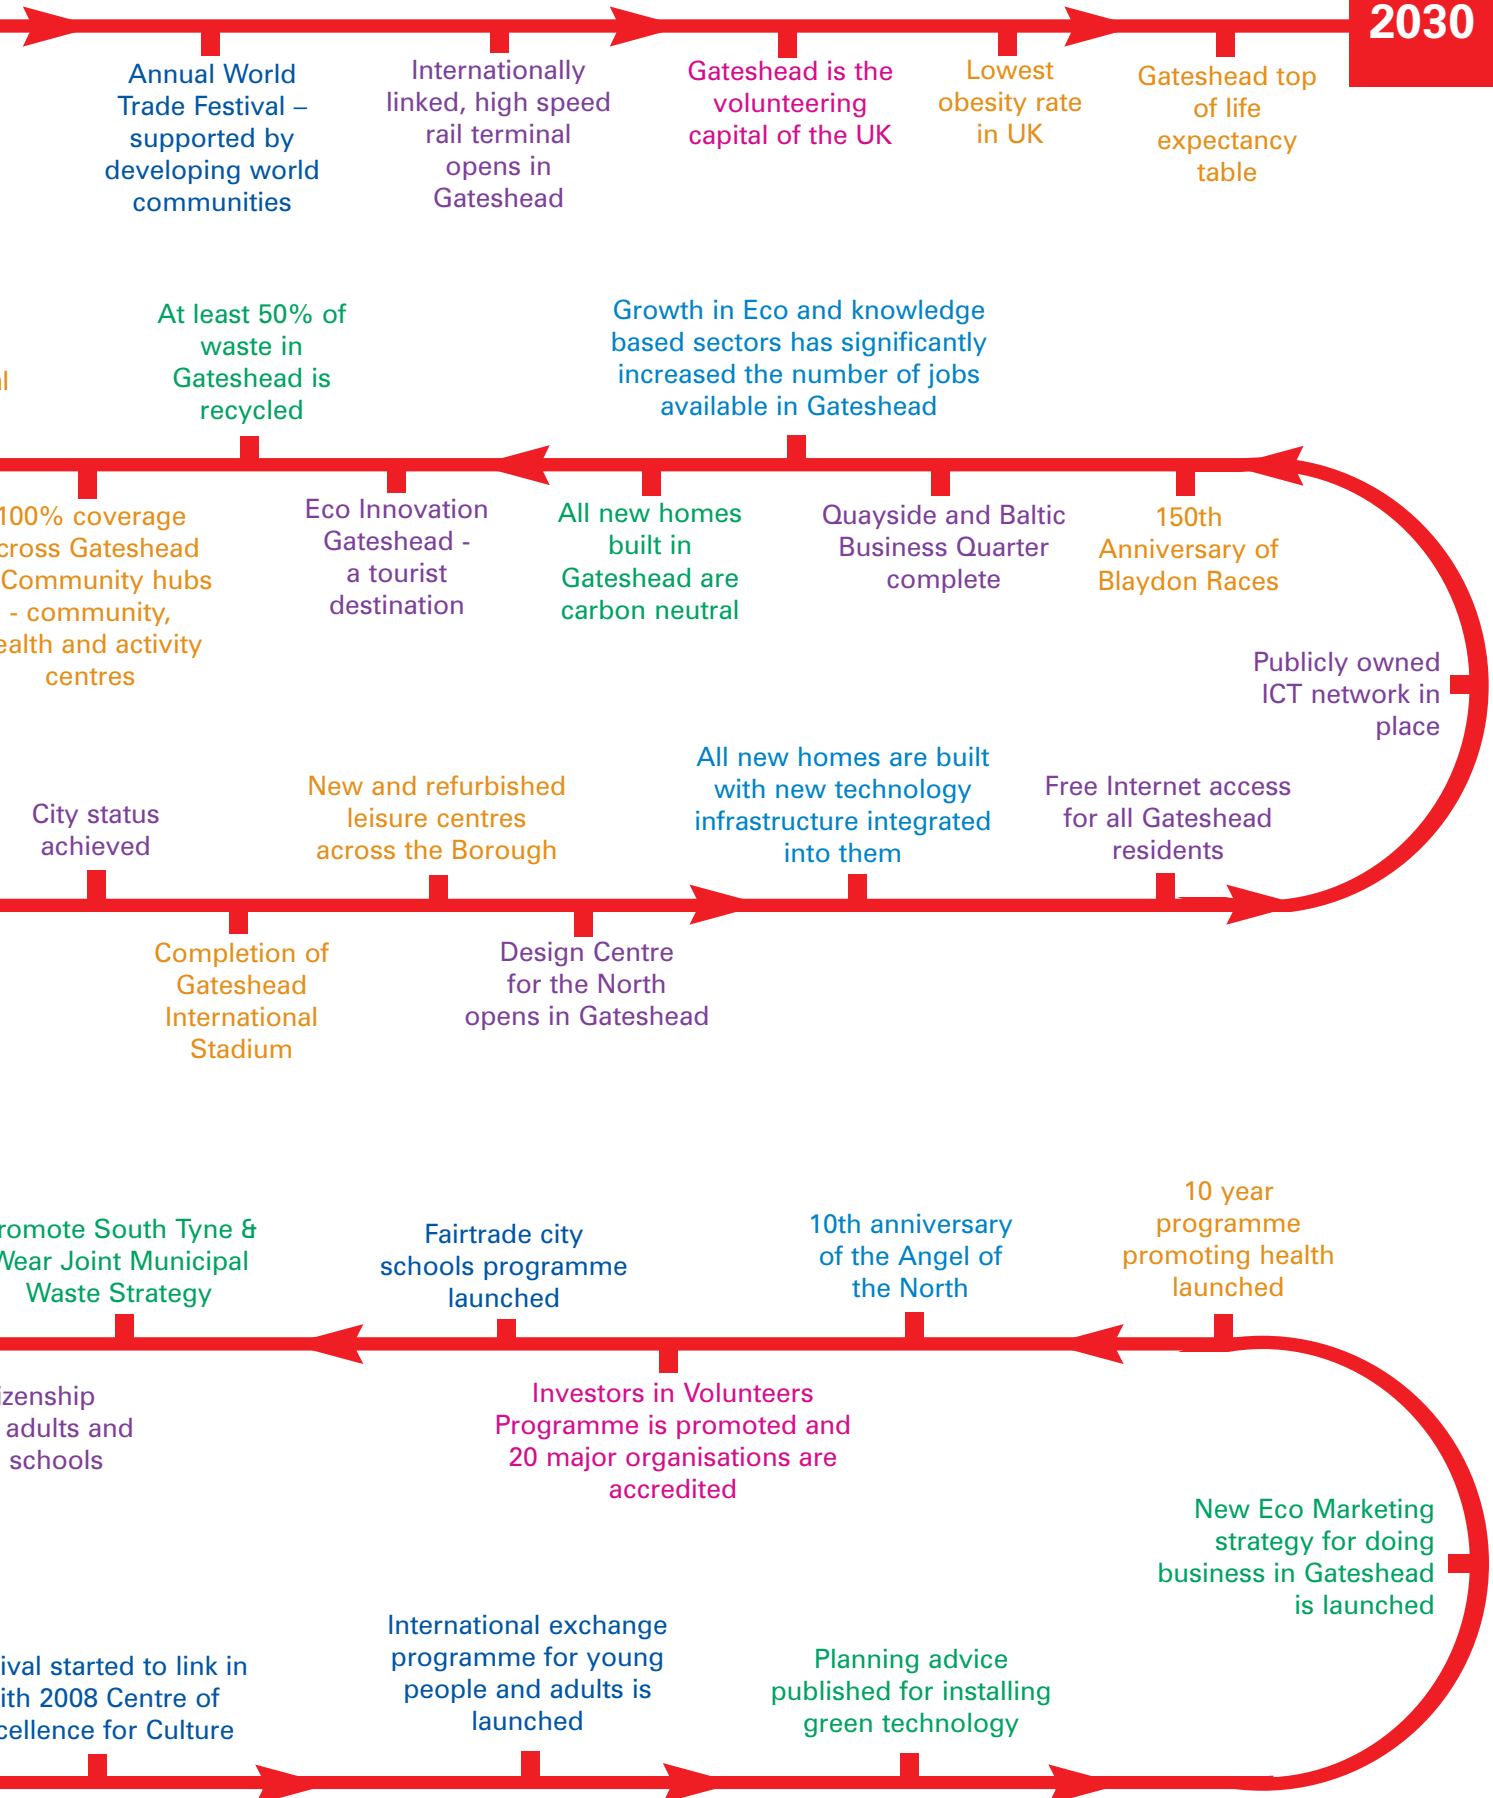 2030
Annual World
Trade Festival –
supported by
developing world
communities
Internationally
linked, high speed
rail terminal
opens in
Gateshead
Gateshead is the
volunteering
capital of the UK
Lowest
obesity rate
in UK
Gateshead top
of life
expectancy
table
At least 50% of
waste in
Gateshead is
recycled
Growth in Eco and knowledge
based sectors has significantly
increased the number of jobs
available in Gateshead
100% coverage
Gateshead
Community hubs
- community,
and activity
centres
Eco Innovation
Gateshead -
a tourist
destination
All new homes
built in
Gateshead are
carbon neutral
Quayside and Baltic
Business Quarter
complete
150th
Anniversary of
Blaydon Races
Publicly owned
ICT network in
place
City status
achieved
New and refurbished
leisure centres
across the Borough
All new homes are built
with new technology
infrastructure integrated
into them
Free Internet access
for all Gateshead
residents
Completion of
Gateshead
International
Stadium
Design Centre
for the North
opens in Gateshead
South Tyne &
Wear Joint Municipal
Waste Strategy
Fairtrade city
schools programme
launched
10th anniversary
of the Angel of
the North
10 year
programme
promoting health
launched
adults and
schools
Investors in Volunteers
Programme is promoted and
20 major organisations are
accredited
New Eco Marketing
strategy for doing
business in Gateshead
is launched
started to link in
2008 Centre of
for Culture
International exchange
programme for young
people and adults is
launched
Planning advice
published for installing
green technology